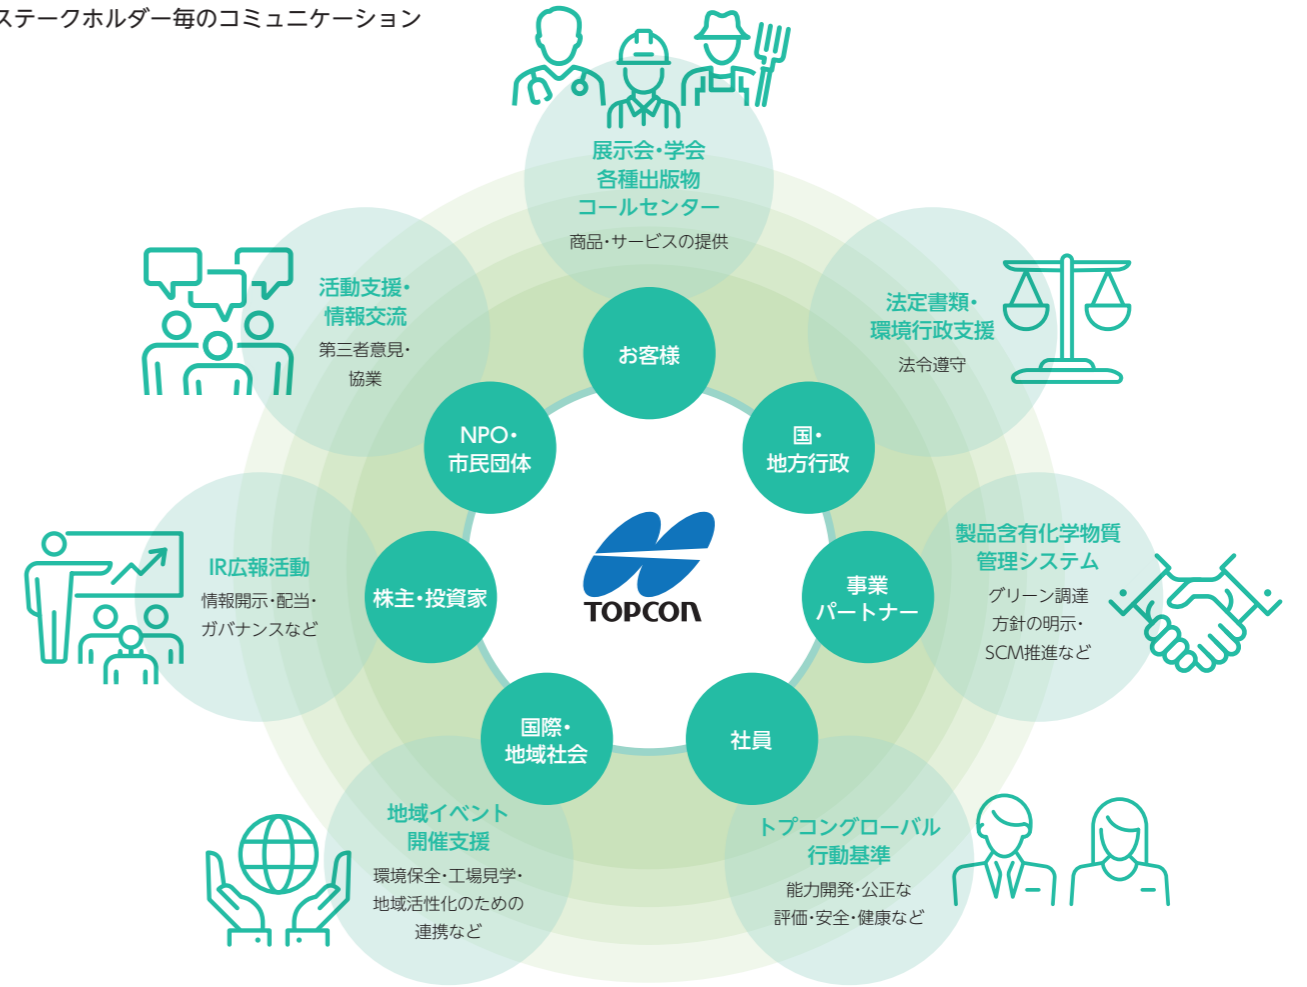 ステークホルダー毎のコミュニケーション
展示会・学会
各種出版物
コールセンター
商品・サービスの提供
お客様
法定書類・
環境行政支援
法令遵守
国・
地方行政
製品含有化学物質
管理システム
グリーン調達
方針の明示・
SCM推進など
事業
パートナー
トプコングローバル
行動基準
能力開発・公正な
評価・安全・健康など
社員
地域イベント
開催支援
環境保全・工場見学・
地域活性化のための
連携など
国際・
地域社会
IR広報活動
情報開示・配当・
ガバナンスなど
株主・投資家
活動支援・
情報交流
第三者意見・
協業
NPO・
市民団体
TOPCON